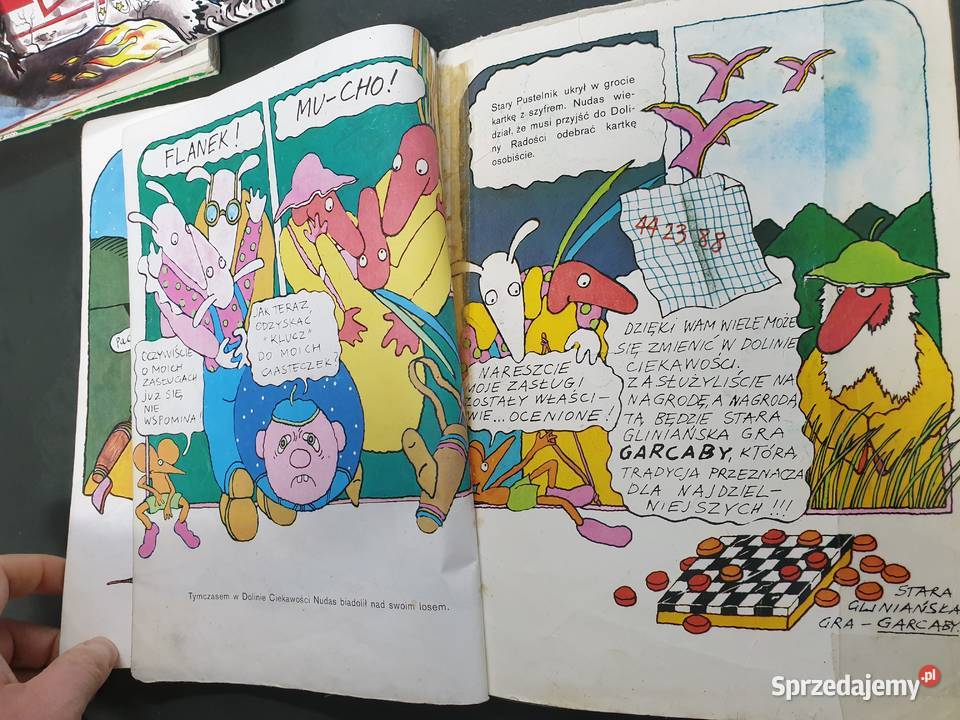 FLANEK!
MU-CHO!
OCZYWIŚCIE
O MOICH
ZASŁUGACH
JUŻ SIĘ
NIE
WSPOMINA!
JAK TERAZ,
ODZYSKAĆ
"KLUCZ"
DO MOICH
CIASTECZEK?
Tymczasem w Dolinie Ciekawości Nudas biadolił nad swoim losem.
Stary Pustelnik ukrył w grocie
kartkę z szyfrem. Nudas wie-
dział, że musi przyjść do Doli-
ny Radości odebrać kartkę
osobiście.
44 23 88
NARESZCIE
MOJE ZASŁUGI
ZOSTAŁY WŁAŚCI-
WIE...OCENIONE!
DZIĘKI WAM WIELE MOŻE
SIĘ ZMIENIĆ W DOLINIE
CIEKAWOŚCI.
ZASŁUŻYLIŚCIE NA
NAGRODĘ, A NAGRODĄ
TĄ BĘDZIE STARA
GLINIAŃSKA GRA
GARCABY, KTÓRĄ
TRADYCJA PRZEZNACZA
DLA NAJDZIEL-
NIEJSZYCH!!!
STARA
GLINIAŃSKA
GRA - GARCABY.
Sprzedajemy.pl